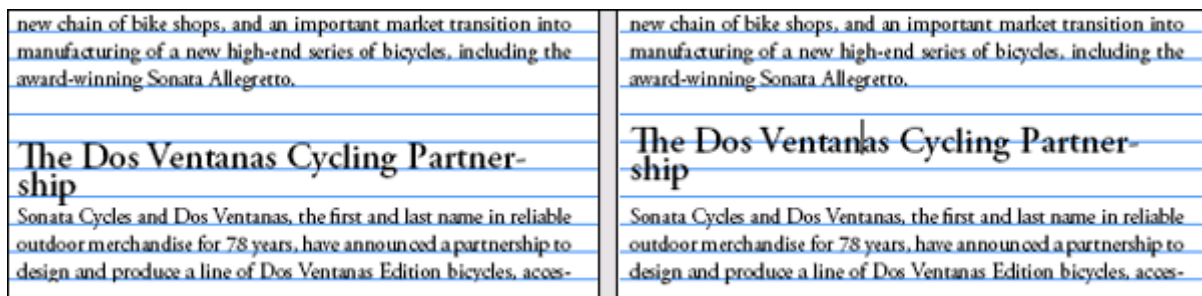 new chain of bike shops, and an important market transition into
manufacturing of a new high-end series of bicycles, including the
award-winning Sonata Allegretto.
The Dos Ventanas Cycling Partner-
ship
Sonata Cycles and Dos Ventanas, the first and last name in reliable
outdoor merchandise for 78 years, have announced a partnership to
design and produce a line of Dos Ventanas Edition bicycles, acces-
new chain of bike shops, and an important market transition into
manufacturing of a new high-end series of bicycles, including the
award-winning Sonata Allegretto.
The Dos Ventanas Cycling Partner-
ship
Sonata Cycles and Dos Ventanas, the first and last name in reliable
outdoor merchandise for 78 years, have announced a partnership to
design and produce a line of Dos Ventanas Edition bicycles, acces-